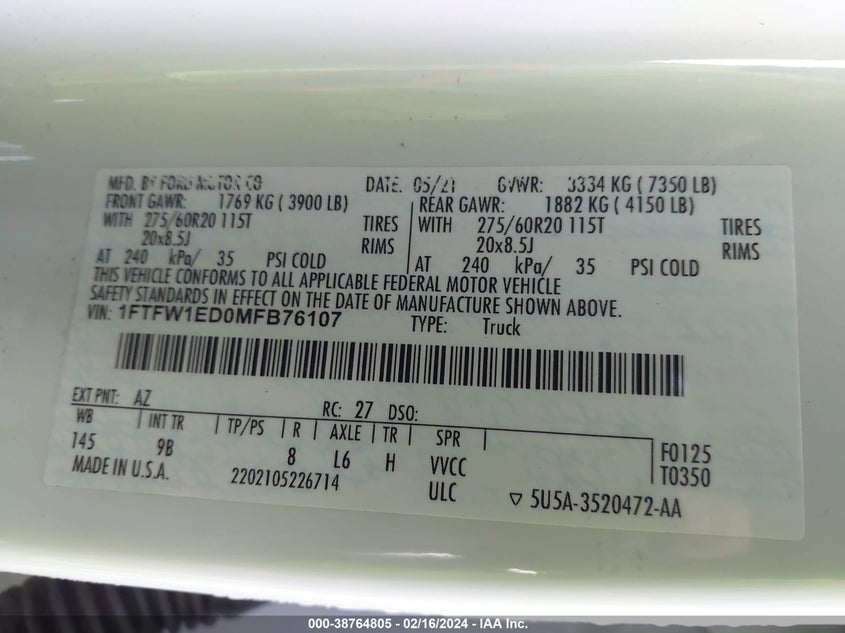 MFD. BY FORD MOTOR CO DATE: 05/21 GVWR: 3334 KG ( 7350 LB)
FRONT GAWR: 1769 KG ( 3900 LB) REAR GAWR: 1882 KG ( 4150 LB)
WITH 275/60R20 115T TIRES WITH 275/60R20 115T TIRES
20x8.5J RIMS 20x8.5J RIMS
AT 240 kPa/ 35 PSI COLD AT 240 kPa/ 35 PSI COLD
THIS VEHICLE CONFORMS TO ALL APPLICABLE FEDERAL MOTOR VEHICLE
SAFETY STANDARDS IN EFFECT ON THE DATE OF MANUFACTURE SHOWN ABOVE.
VIN: 1FTFW1ED0MFB76107 TYPE: Truck
EXT PNT: AZ RC: 27 DSO:
WB INT TR TP/PS R AXLE TR SPR
145 9B 8 L6 H VVCC F0125
MADE IN U.S.A. 2202105226714 ULC T0350
▽ 5U5A-3520472-AA
000-38764805 - 02/16/2024 - IAA Inc.